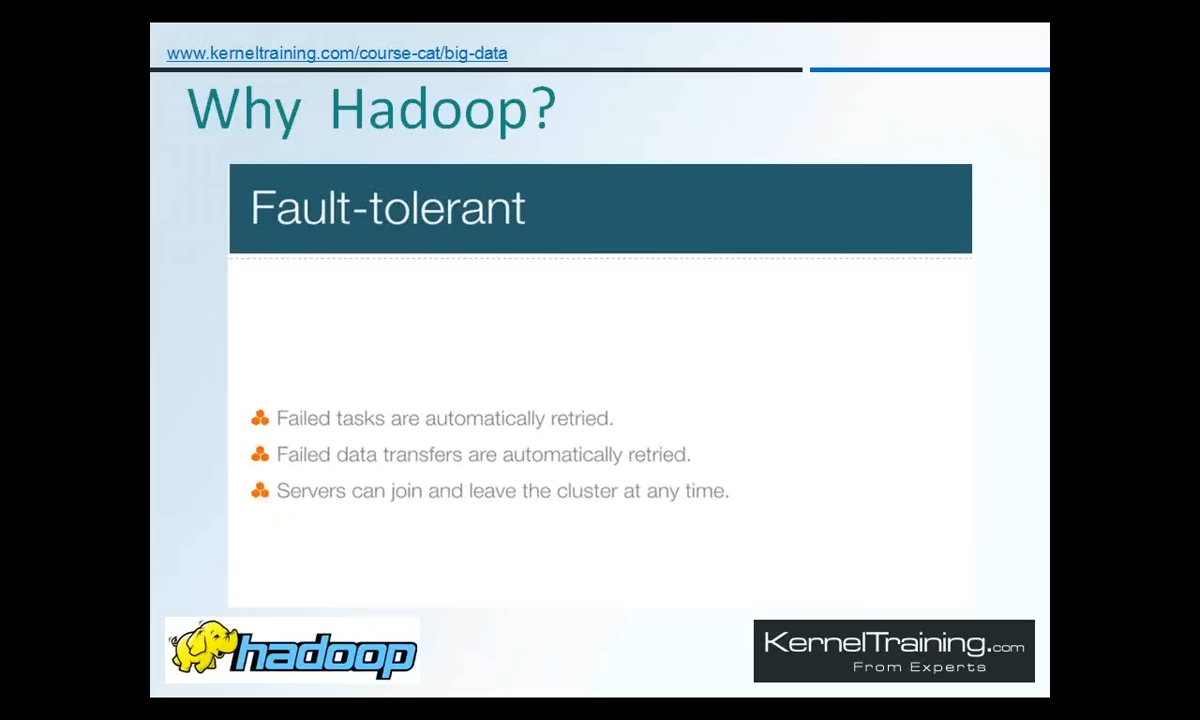 www.kerneltraining.com/course-cat/big-data
Why Hadoop?
Fault-tolerant
Failed tasks are automatically retried.
Failed data transfers are automatically retried.
Servers can join and leave the cluster at any time.
hadoop
KernelTraining.com
From Experts